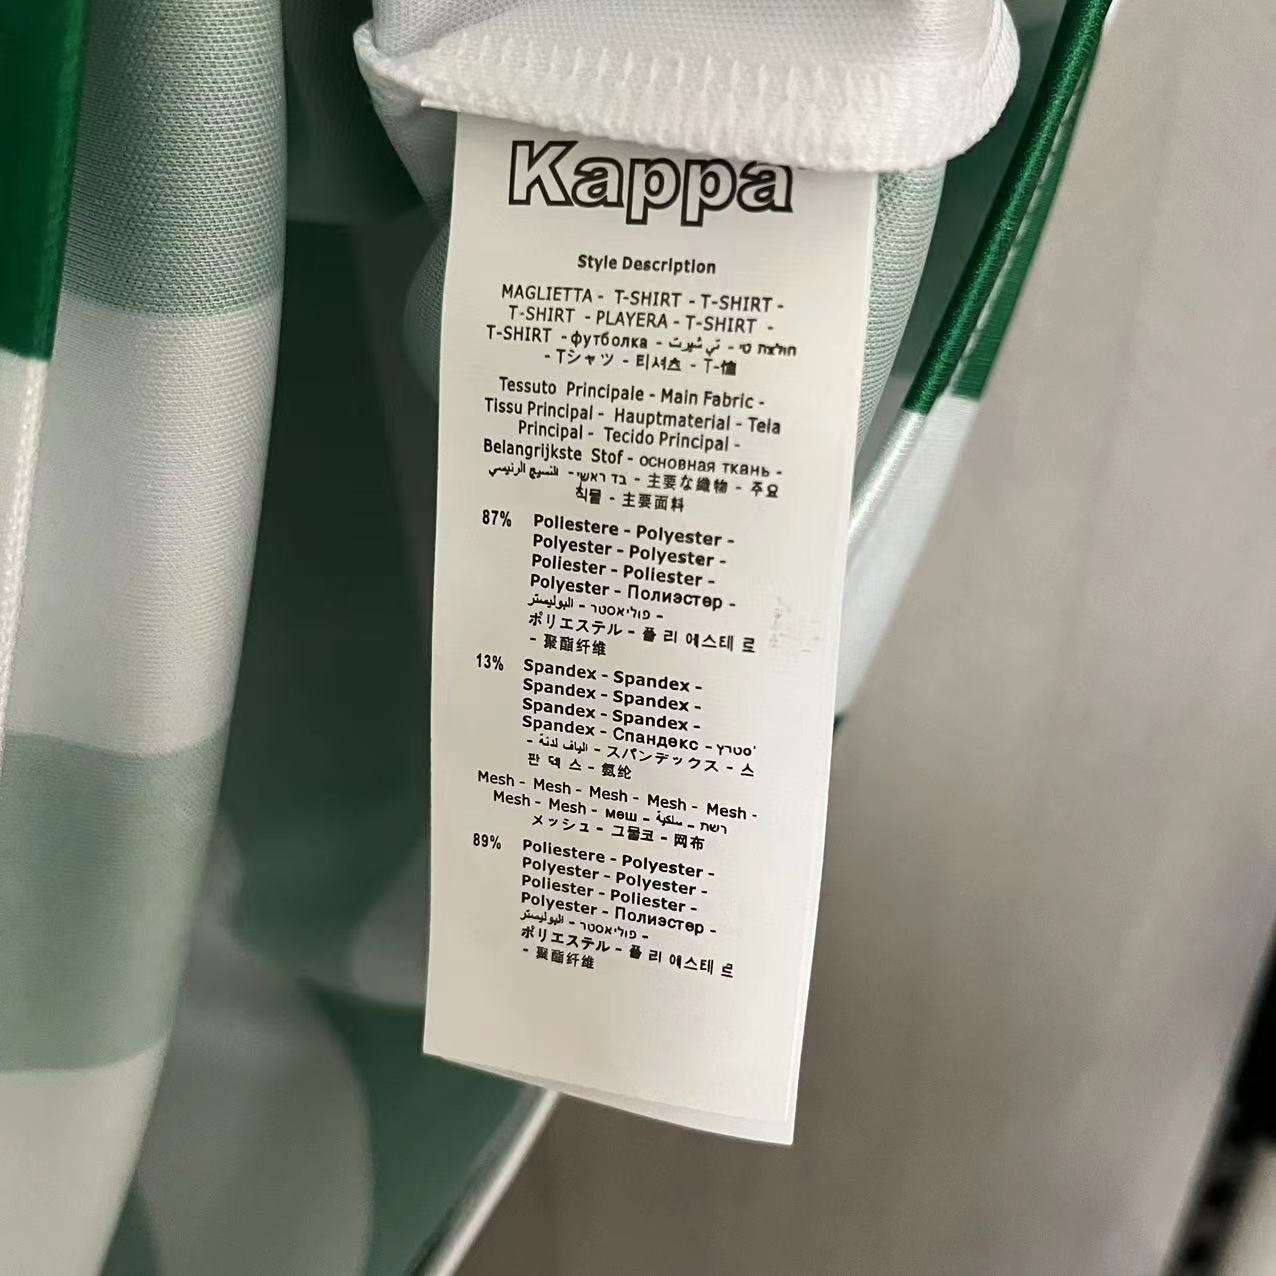 Kappa
Style Description
MAGLIETTA - T-SHIRT - T-SHIRT -
T-SHIRT - PLAYERA - T-SHIRT -
T-SHIRT - футболка - تي شيرت - חולצת טי
- Tシャツ - 티셔츠 - T-恤
Tessuto Principale - Main Fabric -
Tissu Principal - Hauptmaterial - Tela
Principal - Tecido Principal -
Belangrijkste Stof - основная ткань -
النسيج الرئيسي - בד ראשי - 主要な織物 - 주요
직물 - 主要面料
87% Poliestere - Polyester -
Polyester - Polyester -
Poliester - Poliester -
Polyester - Полиэстер -
البوليستر - פוליאסטר -
ポリエステル - 폴 리 에스테 르
- 聚酯纤维
13% Spandex - Spandex -
Spandex - Spandex -
Spandex - Spandex -
Spandex - Спандекс -
- الياف لدنة - スパンデックス - 스
판 덱 스 - 氨纶
Mesh - Mesh - Mesh - Mesh - Mesh -
Mesh - Mesh - меш - سلكية - רשת
メッシュ - 그물코 - 网布
89% Poliestere - Polyester -
Polyester - Polyester -
Poliester - Poliester -
Polyester - Полиэстер -
البوليستر - פוליאסטר -
ポリエステル - 폴 리 에스테 르
- 聚酯纤维